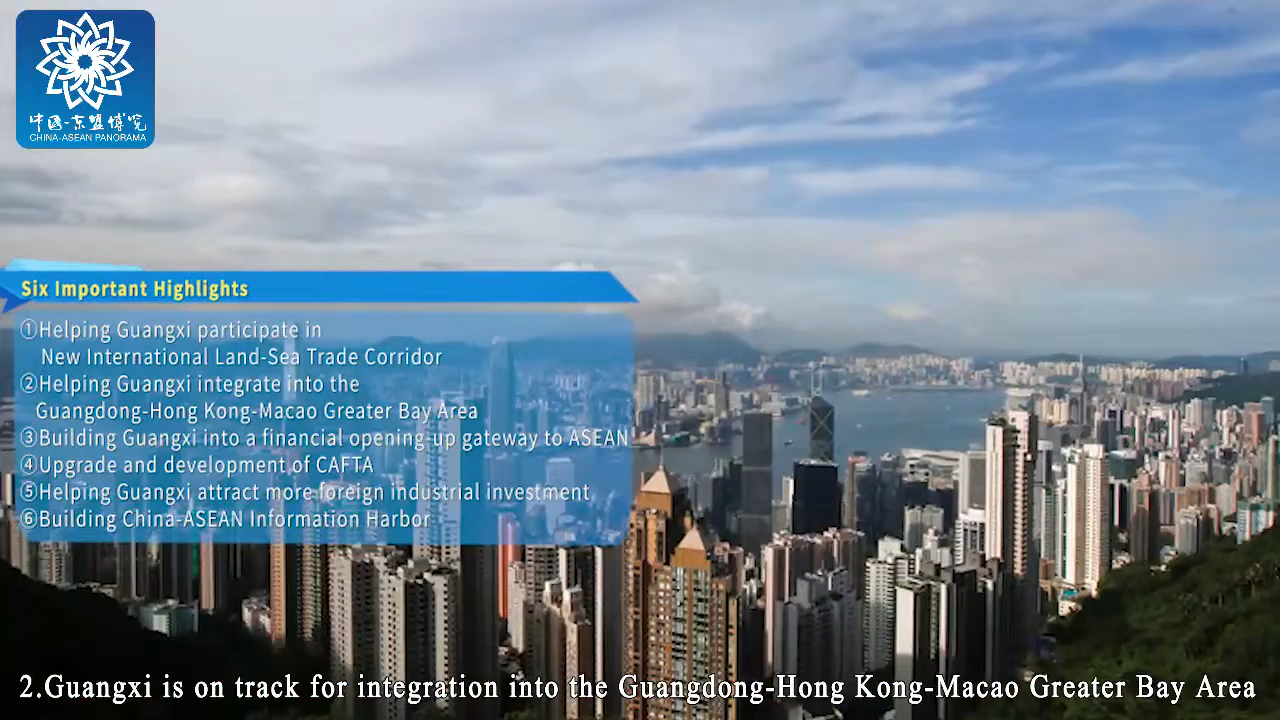 中国-东盟博览
CHINA-ASEAN PANORAMA
Six Important Highlights
①Helping Guangxi participate in
New International Land-Sea Trade Corridor
②Helping Guangxi integrate into the
Guangdong-Hong Kong-Macao Greater Bay Area
③Building Guangxi into a financial opening-up gateway to ASEAN
④Upgrade and development of CAFTA
⑤Helping Guangxi attract more foreign industrial investment
⑥Building China-ASEAN Information Harbor
2.Guangxi is on track for integration into the Guangdong-Hong Kong-Macao Greater Bay Area